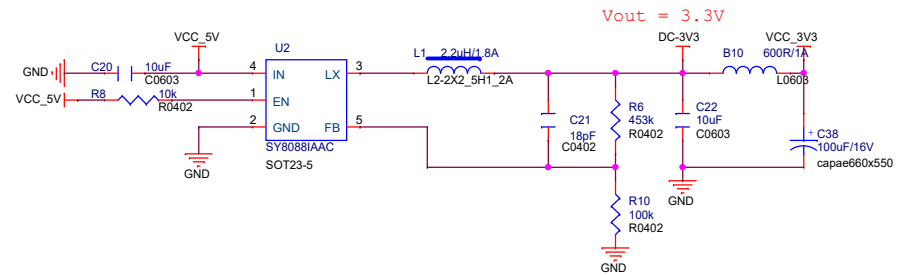 Vout = 3.3V
VCC_5V
U2
L1
2.2uH/1.8A
DC-3V3
VCC_3V3
B10
600R/1A
GND
C20
10uF
C0603
4
IN
LX
3
L2-2X2_5H1_2A
L0603
VCC_5V
R8
10k
R0402
1
EN
2
GND
FB
5
C21
18pF
C0402
R6
453k
R0402
C22
10uF
C0603
+
C38
100uF/16V
capae660x550
SY8088IAAC
SOT23-5
GND
GND
R10
100k
R0402
GND